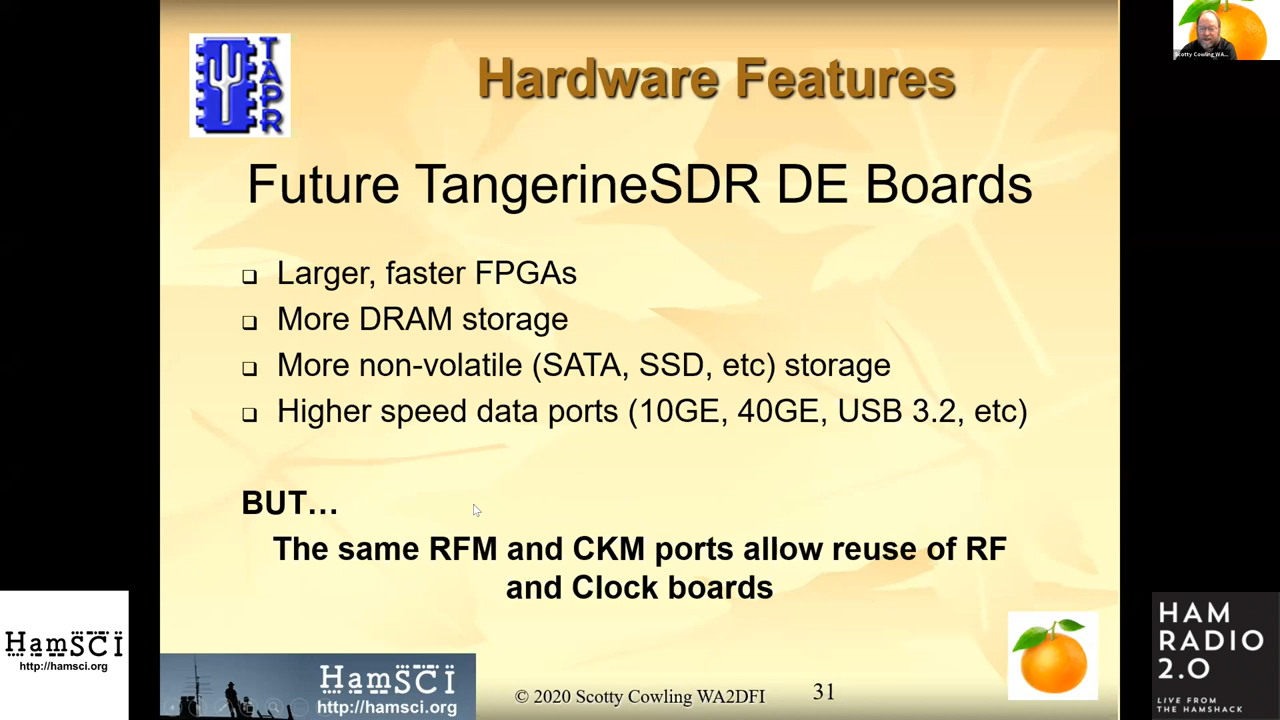 TAPR
Hardware Features
Scotty Cowling WA...
Future TangerineSDR DE Boards
Larger, faster FPGAs
More DRAM storage
More non-volatile (SATA, SSD, etc) storage
Higher speed data ports (10GE, 40GE, USB 3.2, etc)
BUT...
The same RFM and CKM ports allow reuse of RF
and Clock boards
HamSCI
http://hamsci.org
HamSCI
http://hamsci.org
© 2020 Scotty Cowling WA2DFI
31
HAM
RADIO
2.0
LIVE FROM
THE HAMSHACK